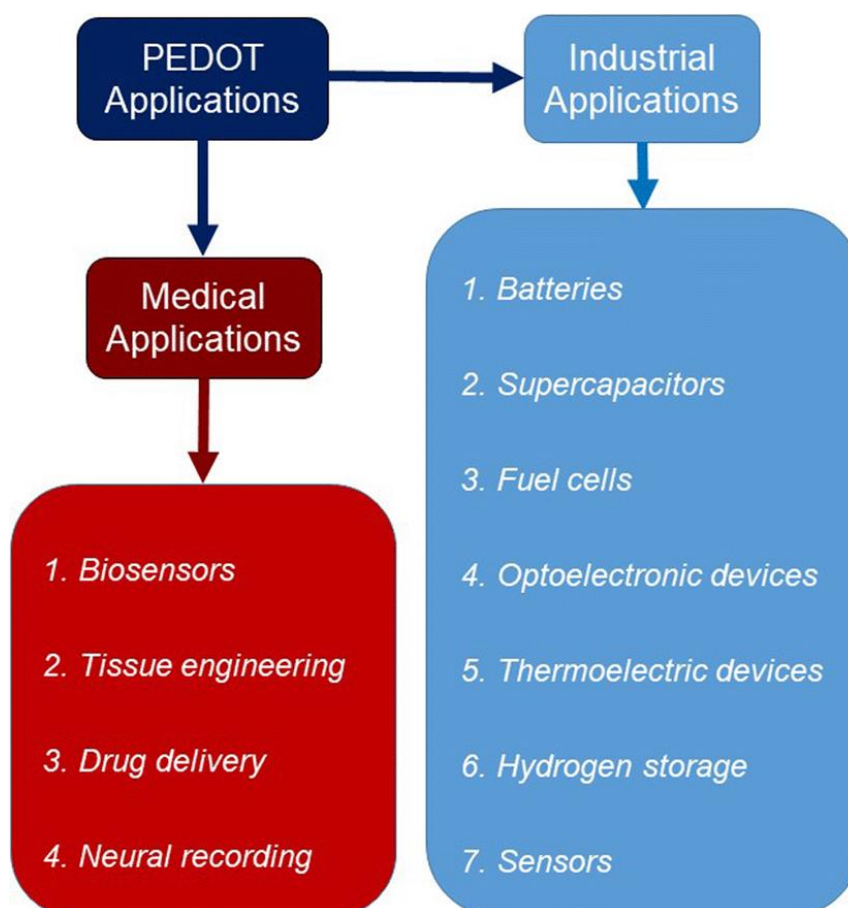 PEDOT
Applications
Industrial
Applications
Medical
Applications
1. Biosensors
2. Tissue engineering
3. Drug delivery
4. Neural recording
1. Batteries
2. Supercapacitors
3. Fuel cells
4. Optoelectronic devices
5. Thermoelectric devices
6. Hydrogen storage
7. Sensors